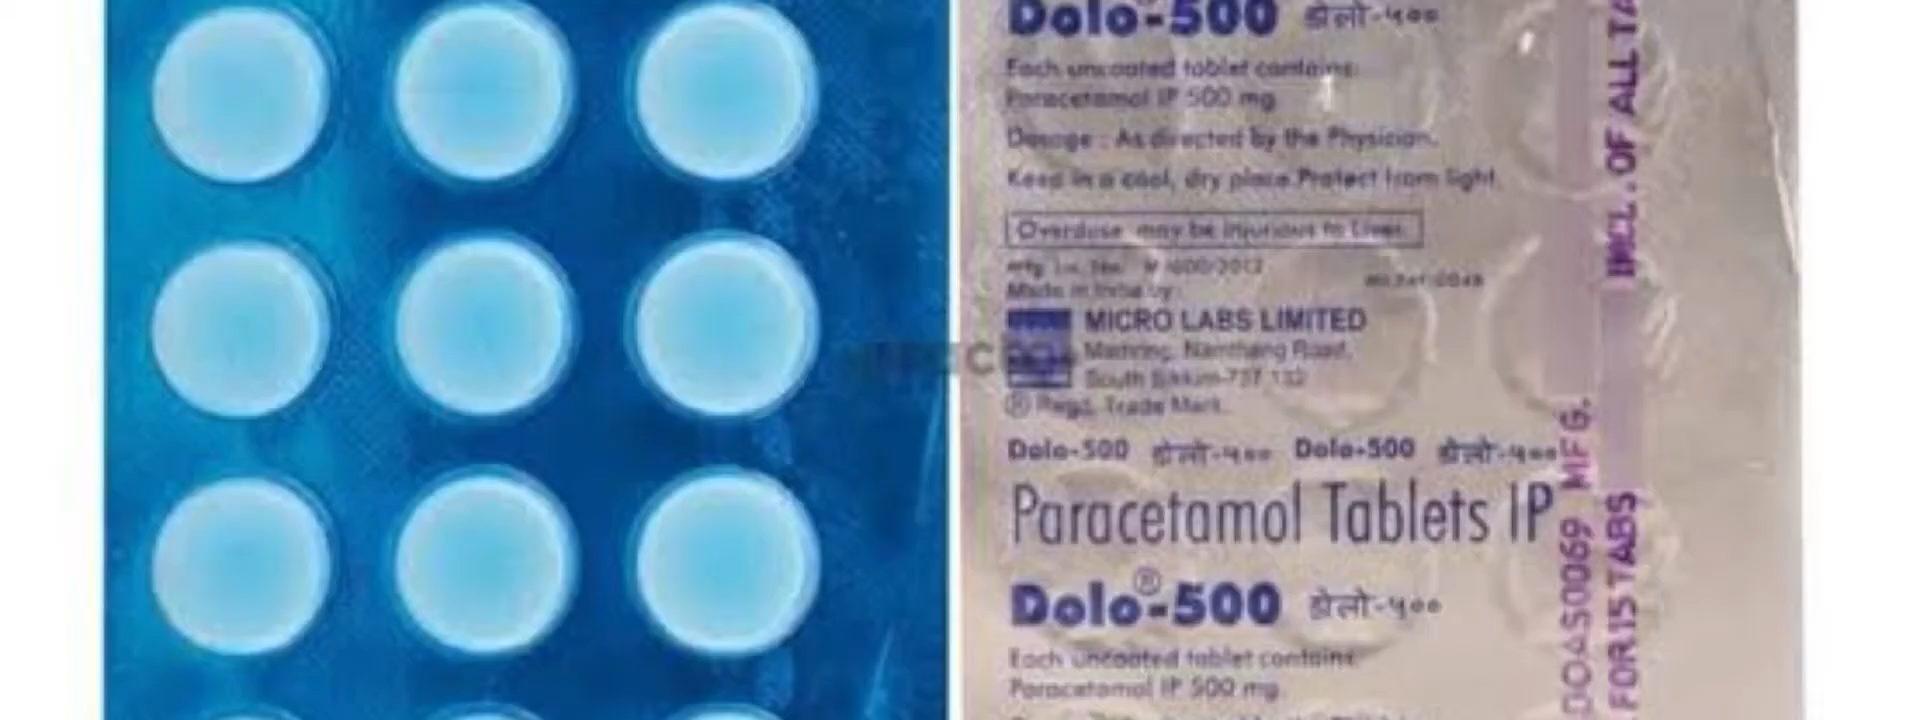 Dolo-500 डोलो-५००
Each uncoated tablet contains:
Paracetamol IP 500 mg
Dosage : As directed by the Physician.
Keep in a cool, dry place. Protect from light.
Overdose may be injurious to Liver.
Made in India by
MICRO LABS LIMITED
Mamring, Namthang Road,
South Sikkim-737 132
® Regd. Trade Mark
Dolo-500 डोलो-५०० Dolo-500 डोलो-५००
Paracetamol Tablets IP
Dolo®-500 डोलो-५००
Each uncoated tablet contains:
Paracetamol IP 500 mg
MFG.
FOR 15 TABS
INCL. OF ALL